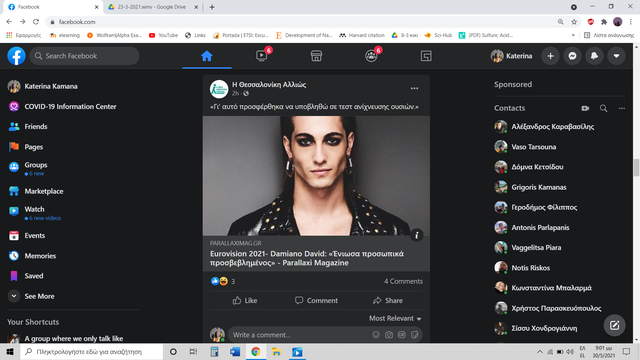 Facebook
23-3-2021.wmv - Google Drive
facebook.com
Εφαρμογές
elearning
Links
Portada | ETSI. Escue...
Development of Na...
Harvard citation
8-3 κικ
Sci-Hub
(PDF) Sulfuric Acid...
Λίστα ανάγνωσης
Search Facebook
6
6
Katerina
Katerina Kamana
COVID-19 Information Center
Friends
Pages
Groups
6 new
Marketplace
Watch
6 new videos
Events
Memories
Saved
See More
Your Shortcuts
A group where we only talk like
Η Θεσσαλονίκη Αλλιώς
2h
«Γι' αυτό προσφέρθηκα να υποβληθώ σε τεστ ανίχνευσης ουσιών.»
PARALLAXIMAG.GR
Eurovision 2021- Damiano David: «Ένιωσα προσωπικά
προσβεβλημένος» - Parallaxi Magazine
3
4 Comments
Like
Comment
Share
Most Relevant
Write a comment...
Sponsored
Contacts
Αλέξανδρος Καραβασίλης
Vaso Tarsouna
Δόμνα Κετσίδου
Grigoris Kamanas
Γεροδήμος Φίλιππος
Antonis Parlapanis
Vaggelitsa Piara
Notis Riskos
Κωνσταντίνα Μπαλαρμά
Χρήστος Παρασκευόπουλος
Σίσσυ Χονδρογιάννη
Πληκτρολογήστε εδώ για αναζήτηση
ΕΛ
EL
9:01 μμ
30/5/2021